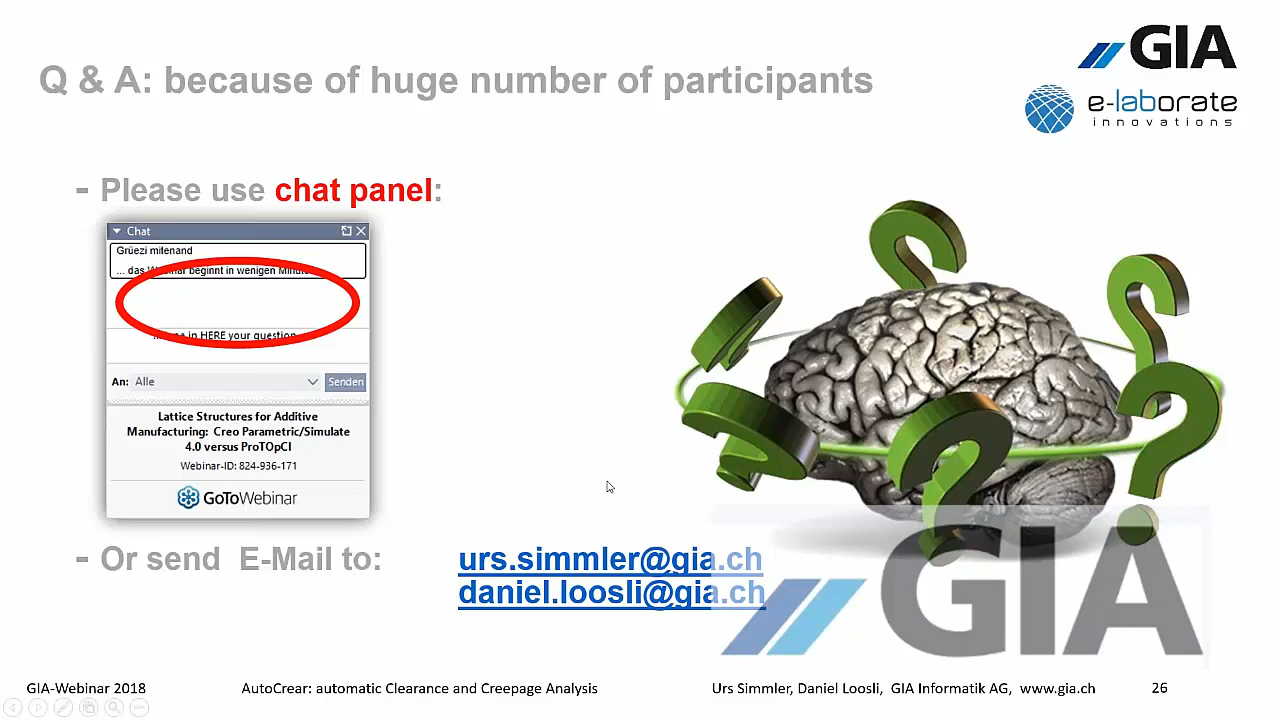 Q & A: because of huge number of participants
GIA
e-laborate
innovations
- Please use chat panel:
Chat
Grüezi mitenand
... das Webinar beginnt in wenigen
in HERE your question
An: Alle
Senden
Lattice Structures for Additive
Manufacturing: Creo Parametric/Simulate
4.0 versus ProTOpCI
Webinar-ID: 824-936-171
GoToWebinar
- Or send E-Mail to:
urs.simmler@gia.ch
daniel.loosli@gia.ch
GIA
GIA-Webinar 2018
AutoCrear: automatic Clearance and Creepage Analysis
Urs Simmler, Daniel Loosli, GIA Informatik AG, www.gia.ch
26